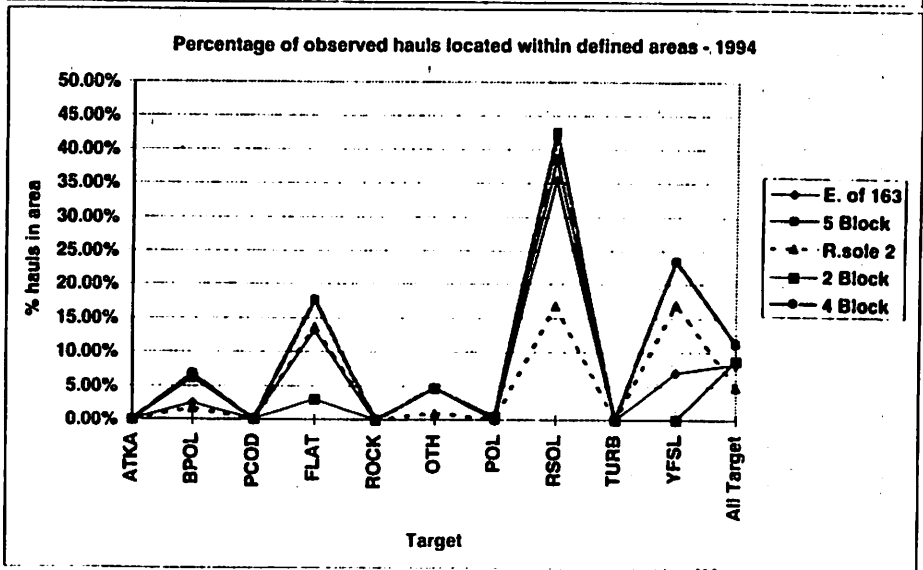 Percentage of observed hauls located within defined areas - 1994
50.00%
45.00%
40.00%
35.00%
30.00%
25.00%
20.00%
15.00%
10.00%
5.00%
0.00%
% hauls in area
ATKA
BPOL
PCOD
FLAT
ROCK
OTH
POL
RSOL
TURB
YFSL
All Target
Target
E. of 163
5 Block
R.sole 2
2 Block
4 Block